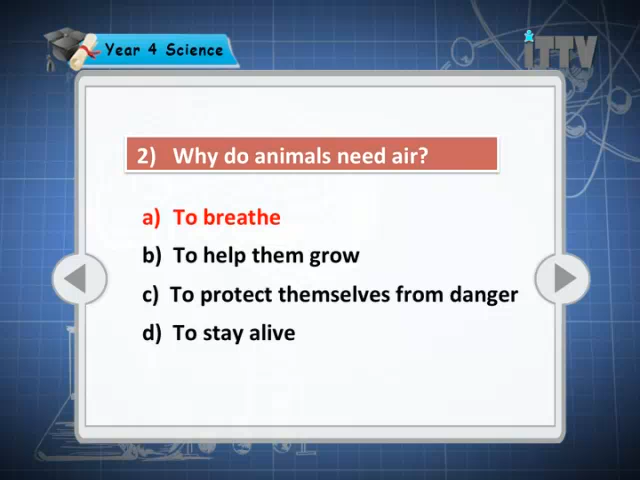 Year 4 Science
iTTV
2) Why do animals need air?
a) To breathe
b) To help them grow
c) To protect themselves from danger
d) To stay alive